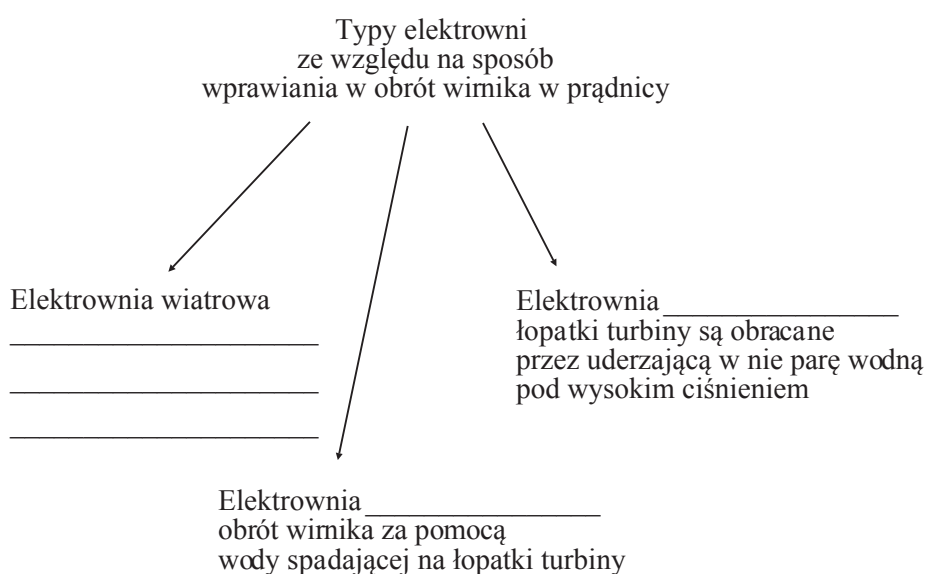 Typy elektrowni
ze względu na sposób
wprawiania w obrót wirnika w prądnicy
Elektrownia wiatrowa
Elektrownia
łopatki turbiny są obracane
przez uderzającą w nie parę wodną
pod wysokim ciśnieniem
Elektrownia
obrót wirnika za pomocą
wody spadającej na łopatki turbiny